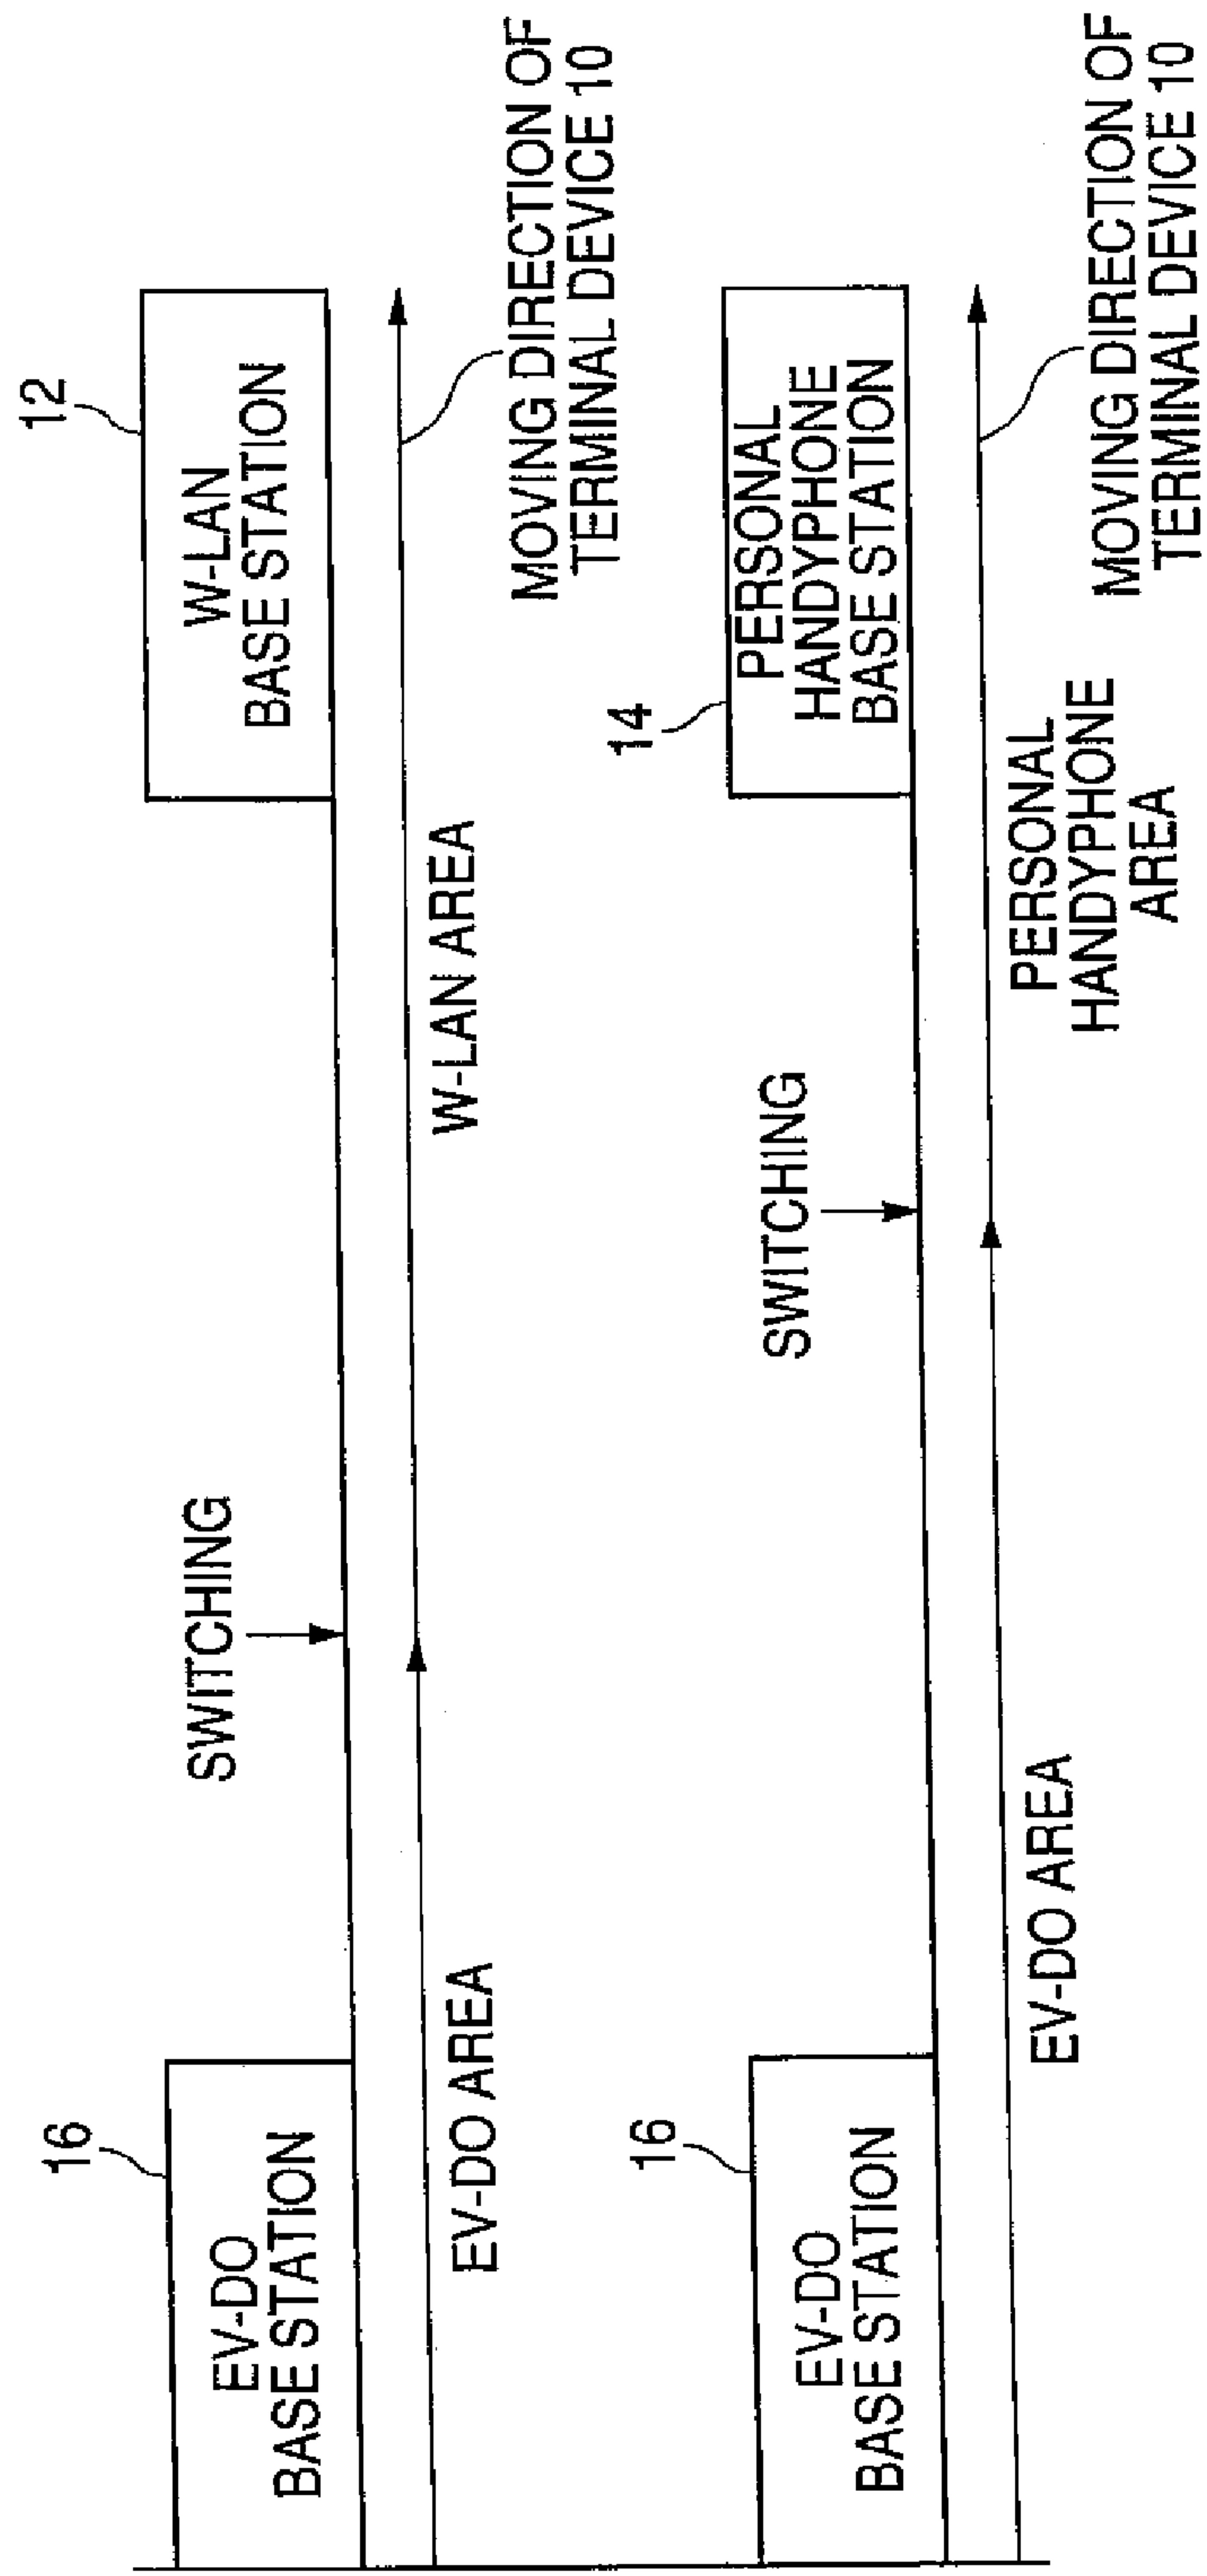 16
EV-DO
BASE STATION
SWITCHING
12
W-LAN
BASE STATION
EV-DO AREA
W-LAN AREA
MOVING DIRECTION OF
TERMINAL DEVICE 10
16
EV-DO
BASE STATION
SWITCHING
14
PERSONAL
HANDYPHONE
BASE STATION
EV-DO AREA
PERSONAL
HANDYPHONE
AREA
MOVING DIRECTION OF
TERMINAL DEVICE 10